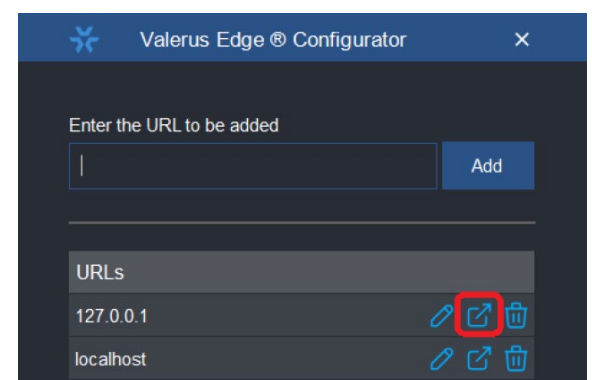 Valerus Edge ® Configurator
Enter the URL to be added
Add
URLs
127.0.0.1
localhost